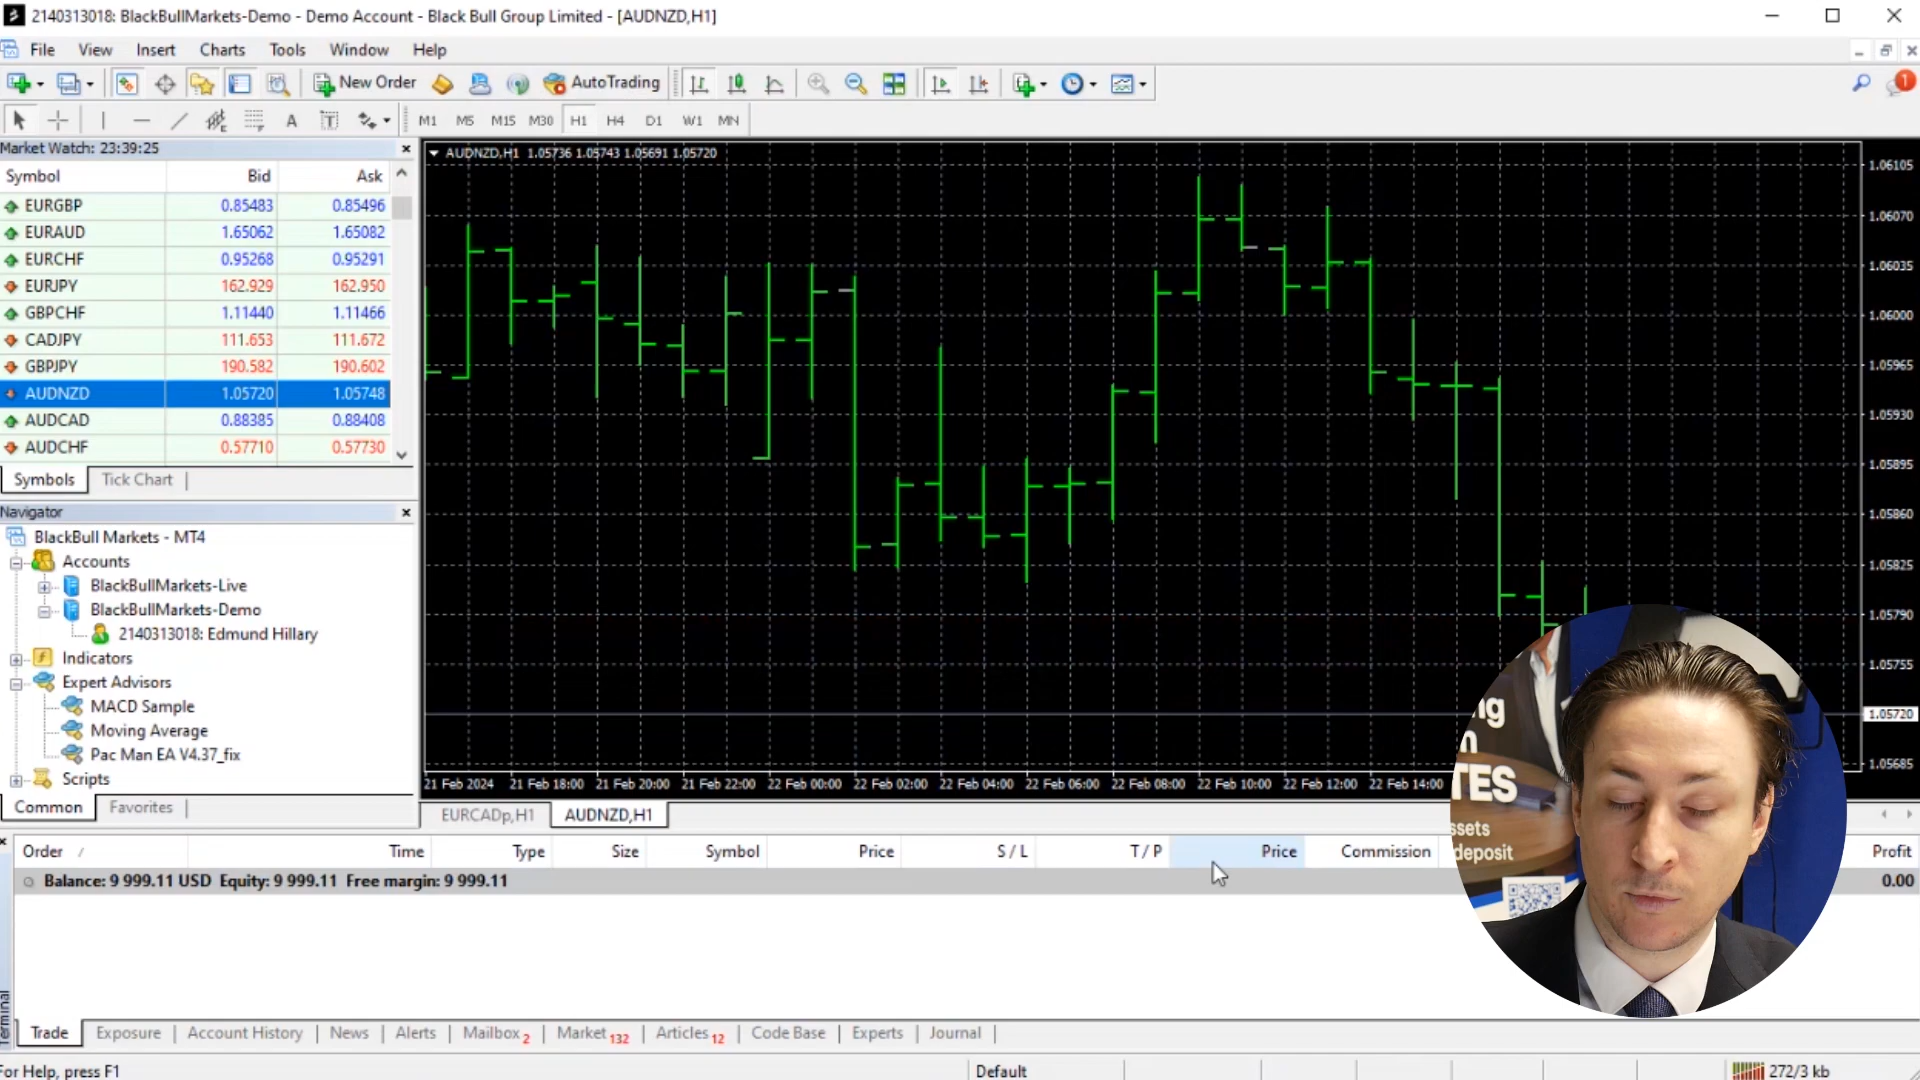 2140313018: BlackBullMarkets-Demo - Demo Account - Black Bull Group Limited - [AUDNZD,H1]
File View Insert Charts Tools Window Help
New Order AutoTrading 1
A T M1 M5 M15 M30 H1 H4 D1 W1 MN
Market Watch: 23:39:25
Symbol Bid Ask
EURGBP 0.85483 0.85496
EURAUD 1.65062 1.65082
EURCHF 0.95268 0.95291
EURJPY 162.929 162.950
GBPCHF 1.11440 1.11466
CADJPY 111.653 111.672
GBPJPY 190.582 190.602
AUDNZD 1.05720 1.05748
AUDCAD 0.88385 0.88408
AUDCHF 0.57710 0.57730
Symbols Tick Chart
Navigator
BlackBull Markets - MT4
Accounts
BlackBullMarkets-Live
BlackBullMarkets-Demo
2140313018: Edmund Hillary
Indicators
Expert Advisors
MACD Sample
Moving Average
Pac Man EA V4.37_fix
Scripts
Common Favorites
AUDNZD,H1 1.05736 1.05743 1.05691 1.05720
1.06105
1.06070
1.06035
1.06000
1.05965
1.05930
1.05895
1.05860
1.05825
1.05790
1.05755
1.05720
1.05685
21 Feb 2024 21 Feb 18:00 21 Feb 20:00 21 Feb 22:00 22 Feb 00:00 22 Feb 02:00 22 Feb 04:00 22 Feb 06:00 22 Feb 08:00 22 Feb 10:00 22 Feb 12:00 22 Feb 14:00
EURCADp,H1 AUDNZD,H1
Order / Time Type Size Symbol Price S / L T / P Price Commission Profit
Balance: 9 999.11 USD Equity: 9 999.11 Free margin: 9 999.11 0.00
Terminal
Trade Exposure Account History News Alerts Mailbox 2 Market 132 Articles 12 Code Base Experts Journal
For Help, press F1 Default 272/3 kb
ng
TES
ssets
deposit